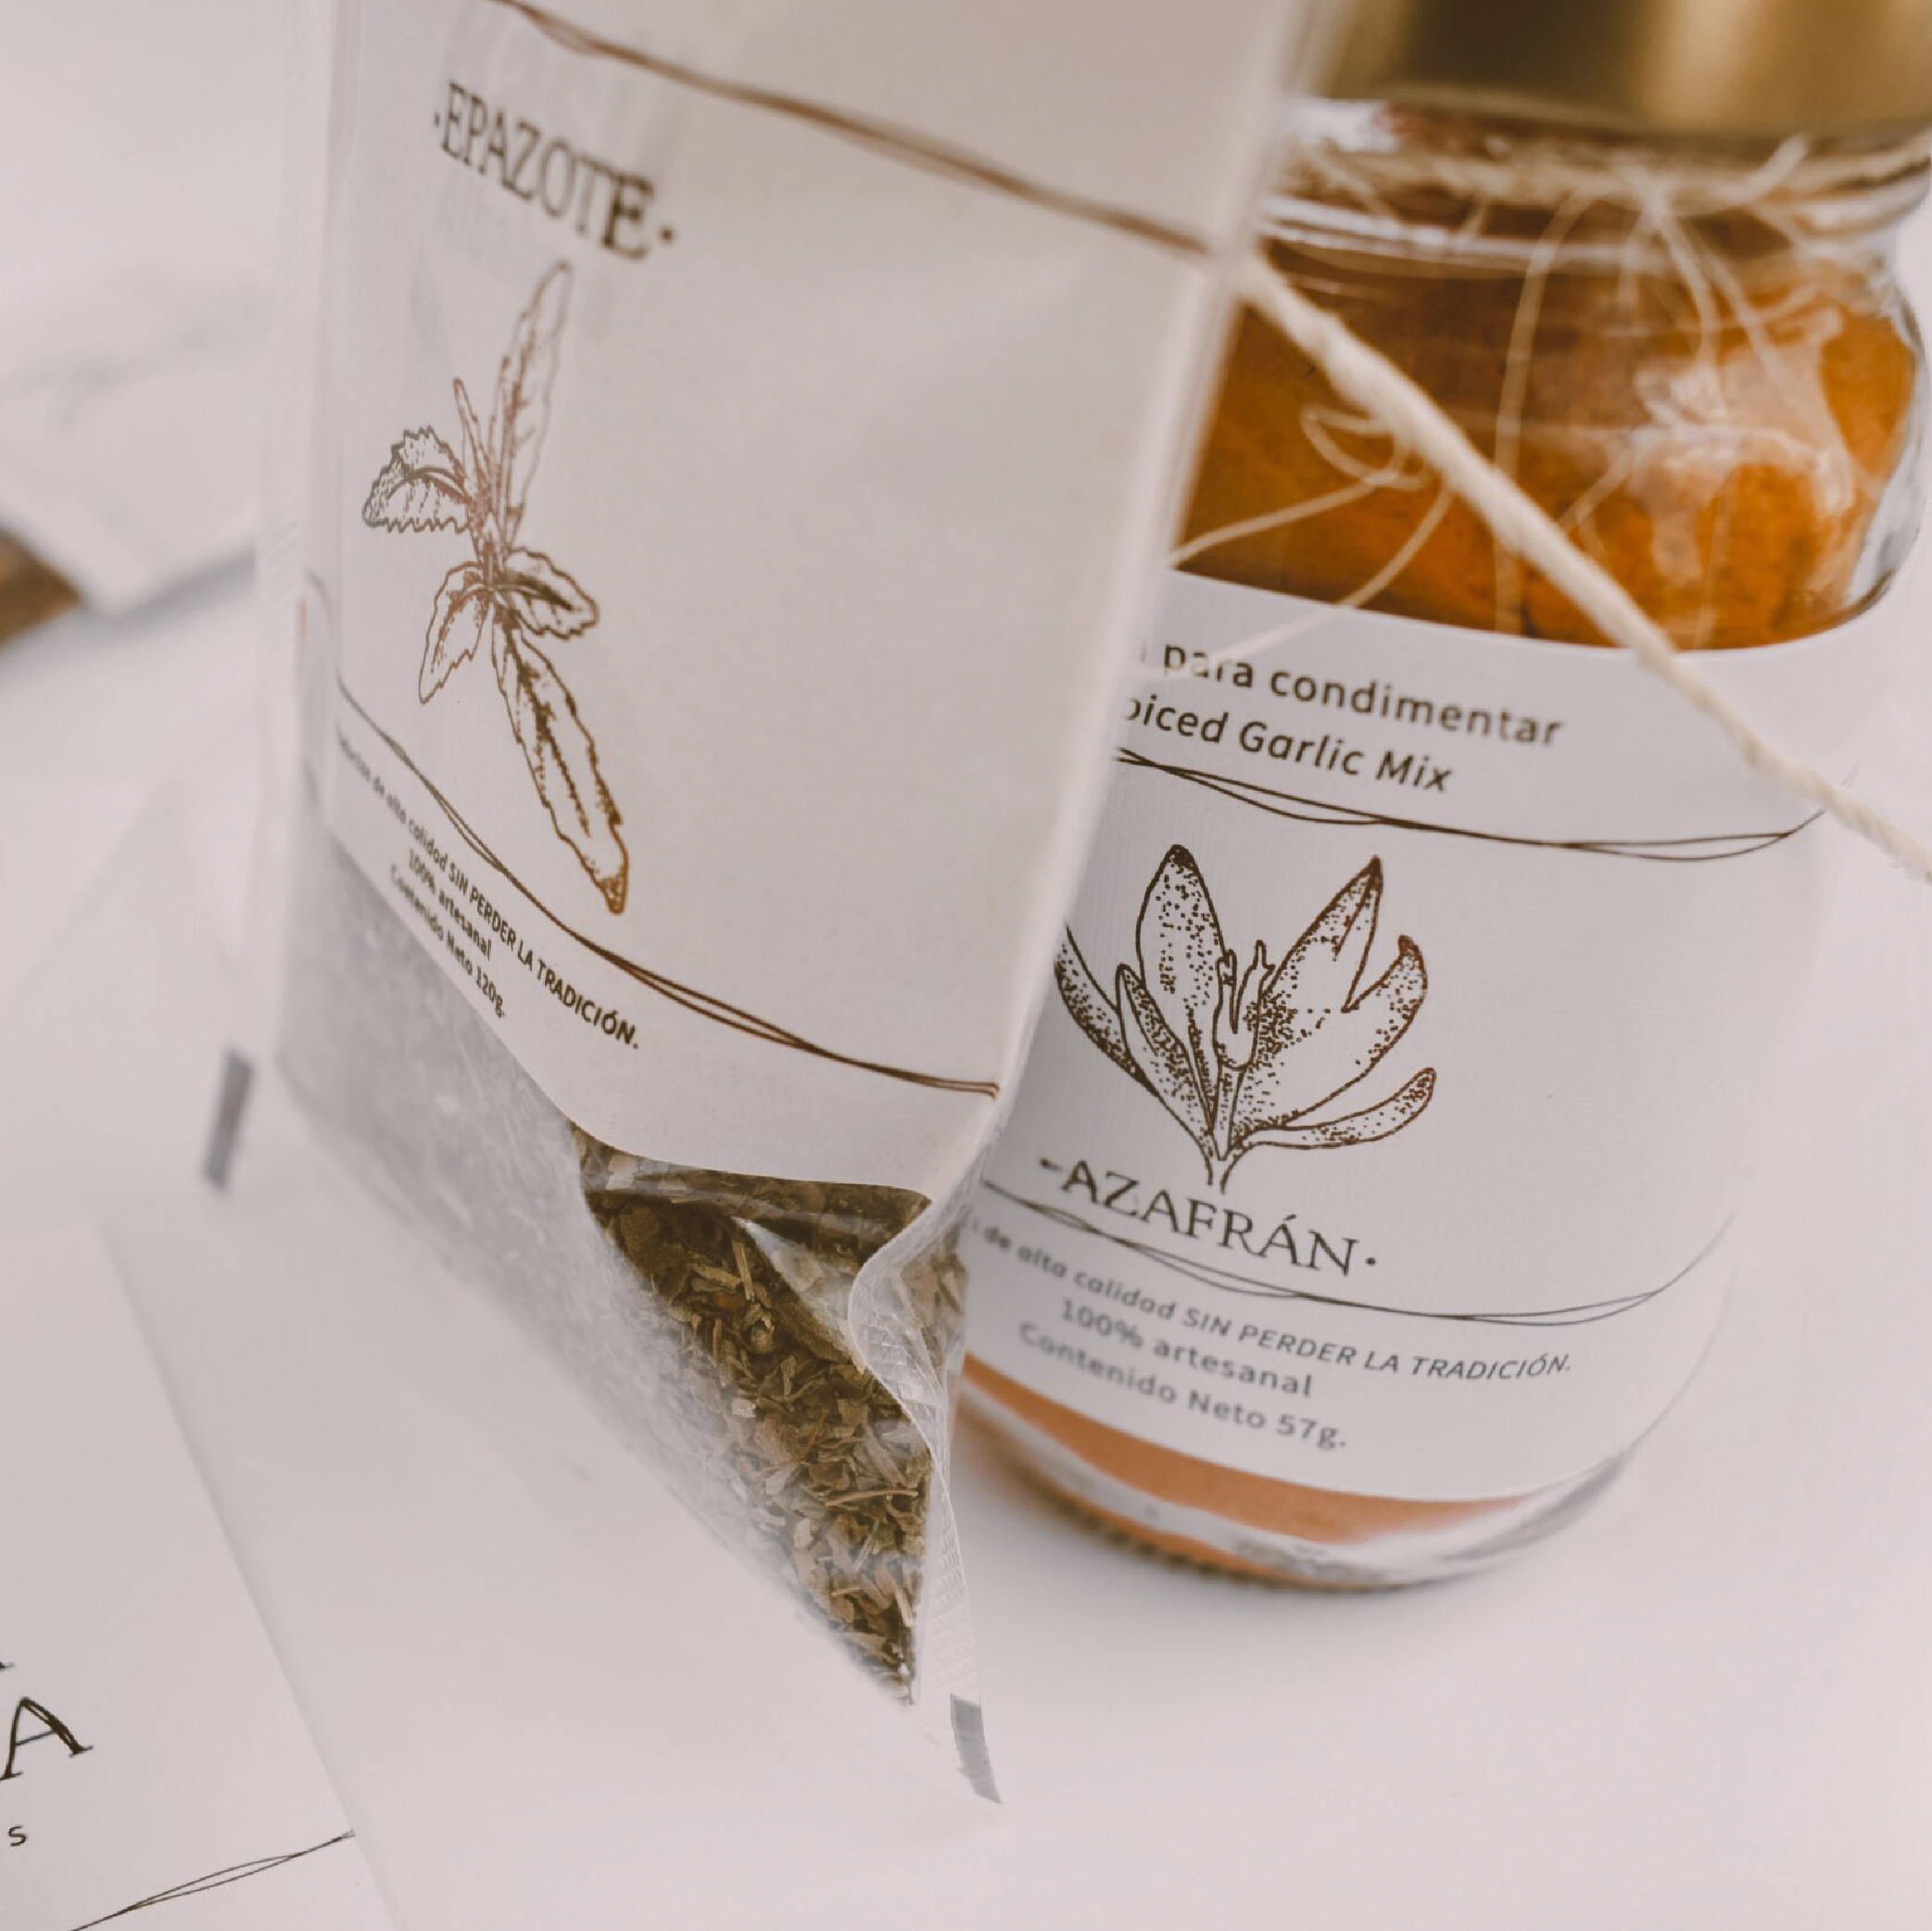 ·EPAZOTE·
de alta calidad SIN PERDER LA TRADICIÓN.
100% artesanal
Contenido Neto 120g.
para condimentar
Garlic Mix
·AZAFRÁN·
de alta calidad SIN PERDER LA TRADICIÓN.
100% artesanal
Contenido Neto 57g.
A
s